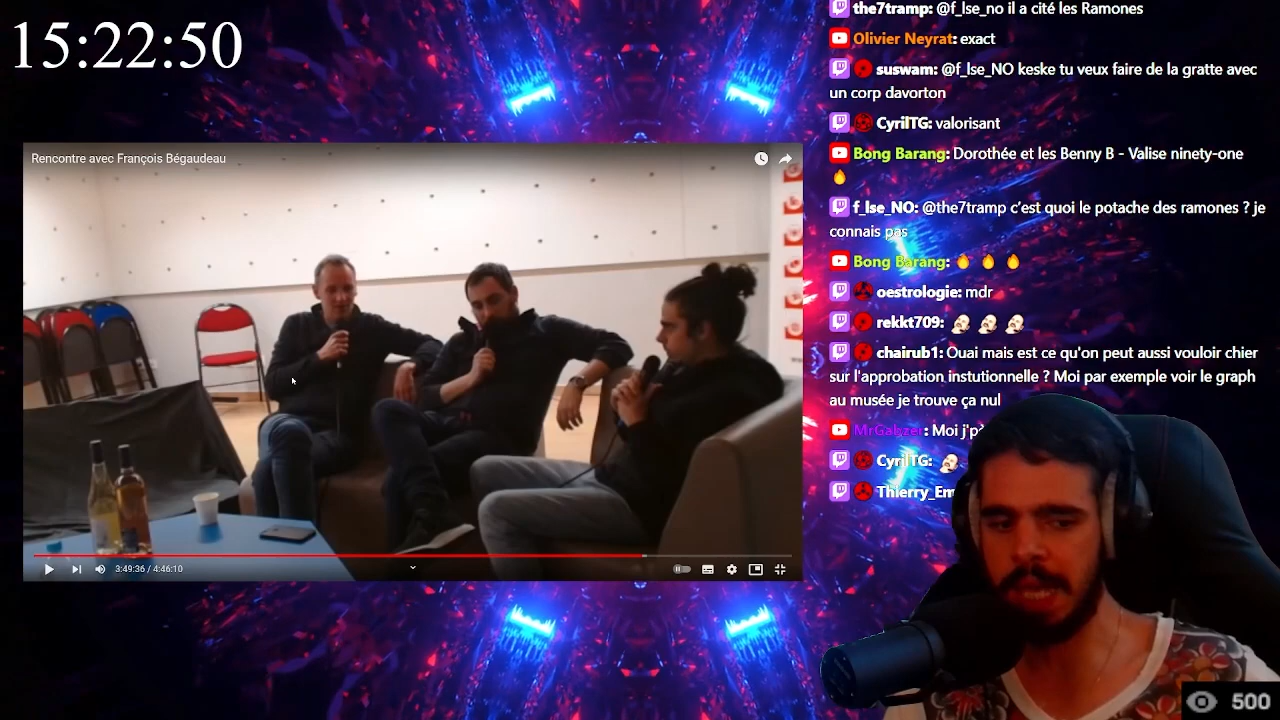 15:22:50
Rencontre avec François Bégaudeau
3:49:36 / 4:46:10
the7tramp: @f_lse_no il a cité les Ramones
Olivier Neyrat: exact
suswam: @f_lse_NO keske tu veux faire de la gratte avec
un corp davorton
CyrilTG: valorisant
Bong Barang: Dorothée et les Benny B - Valise ninety-one
f_lse_NO: @the7tramp c’est quoi le potache des ramones ? je
connais pas
Bong Barang:
oestrologie: mdr
rekkt709:
chairub1: Ouai mais est ce qu'on peut aussi vouloir chier
sur l'approbation instutionnelle ? Moi par exemple voir le graph
au musée je trouve ça nul
MrGabzer: Moi
CyrilTG:
500